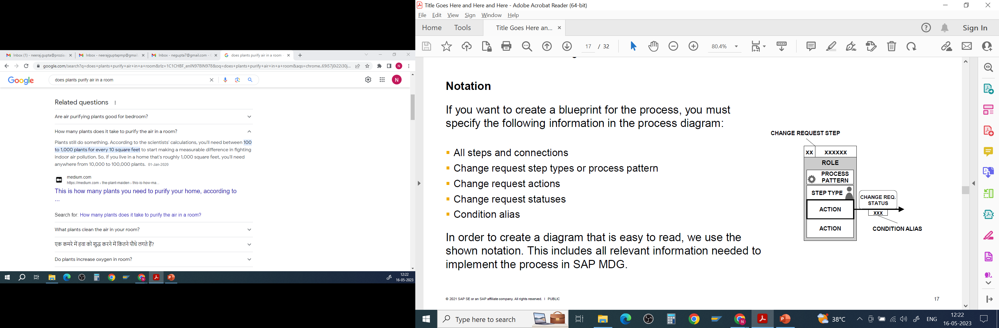 Inbox (1) - neeraj.gupta@prozia
Inbox - neerajguptapmp@gmail.
Inbox - negupta7@gmail.com -
does plants purify air in a room
google.com/search?q=does+plants+purify+air+in+a+room&rlz=1C1CHBF_enIN978IN978&oq=does+plants+purify+air+in+a+room&aqs=chrome..69i57j0i22i30j...
N
Google
does plants purify air in a room
N
Related questions
Are air purifying plants good for bedroom?
How many plants does it take to purify the air in a room?
Plants still do something. According to the scientists' calculations, you'll need between 100
to 1,000 plants for every 10 square feet to start making a measurable difference in fighting
indoor air pollution. So, if you live in a home that's roughly 1,000 square feet, you'll need
anywhere from 10,000 to 100,000 plants. 01-Jan-2020
medium.com
https://medium.com › the-plant-maiden › this-is-how-ma...
This is how many plants you need to purify your home, according to
...
Search for: How many plants does it take to purify the air in a room?
What plants clean the air in your room?
एक कमरे में हवा को शुद्ध करने में कितने पौधे लगते हैं?
Do plants increase oxygen in room?
12:22
16-05-2023
Title Goes Here and Here and Here - Adobe Acrobat Reader (64-bit)
File Edit View Sign Window Help
Home Tools Title Goes Here an... Sign In
17 / 32 80.4%
Notation
If you want to create a blueprint for the process, you must
specify the following information in the process diagram:
All steps and connections
Change request step types or process pattern
Change request actions
Change request statuses
Condition alias
In order to create a diagram that is easy to read, we use the
shown notation. This includes all relevant information needed to
implement the process in SAP MDG.
CHANGE REQUEST STEP
xx xxxxxx
ROLE
PROCESS
PATTERN
STEP TYPE
ACTION
ACTION
CHANGE REQ.
STATUS
xxx
CONDITION ALIAS
© 2021 SAP SE or an SAP affiliate company. All rights reserved. I PUBLIC
17
Type here to search
38°C
ENG
12:22
16-05-2023